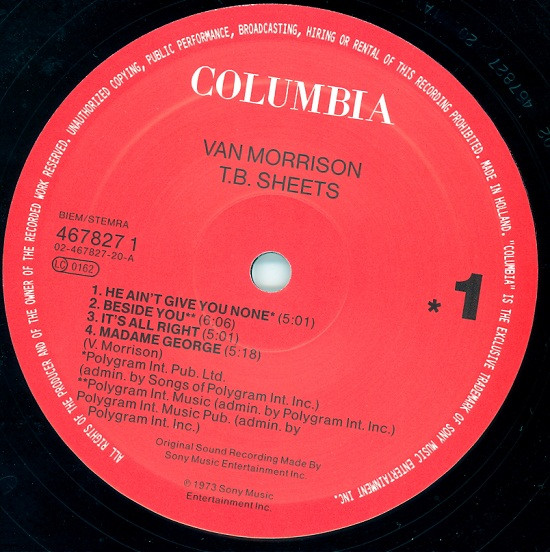 UNAUTHORIZED COPYING, PUBLIC PERFORMANCE, BROADCASTING, HIRING OR RENTAL OF THIS RECORDING PROHIBITED. MADE IN HOLLAND. "COLUMBIA" IS THE EXCLUSIVE TRADEMARK OF SONY MUSIC ENTERTAINMENT INC.
ALL RIGHTS OF THE PRODUCER AND OF THE OWNER OF THE RECORDED WORK RESERVED.
COLUMBIA
VAN MORRISON
T.B. SHEETS
BIEM/STEMRA
467827 1
02-467827-20-A
LC 0162
* 1
1. HE AIN'T GIVE YOU NONE* (5:01)
2. BESIDE YOU** (6:06)
3. IT'S ALL RIGHT (5:01)
4. MADAME GEORGE (5:18)
(V. Morrison)
*Polygram Int. Pub. Ltd.
(admin. by Songs of Polygram Int. Inc.)
**Polygram Int. Music (admin. by Polygram Int. Inc.)
Polygram Int. Music Pub. (admin. by
Polygram Int. Inc.)
Original Sound Recording Made By
Sony Music Entertainment Inc.
℗ 1973 Sony Music
Entertainment Inc.